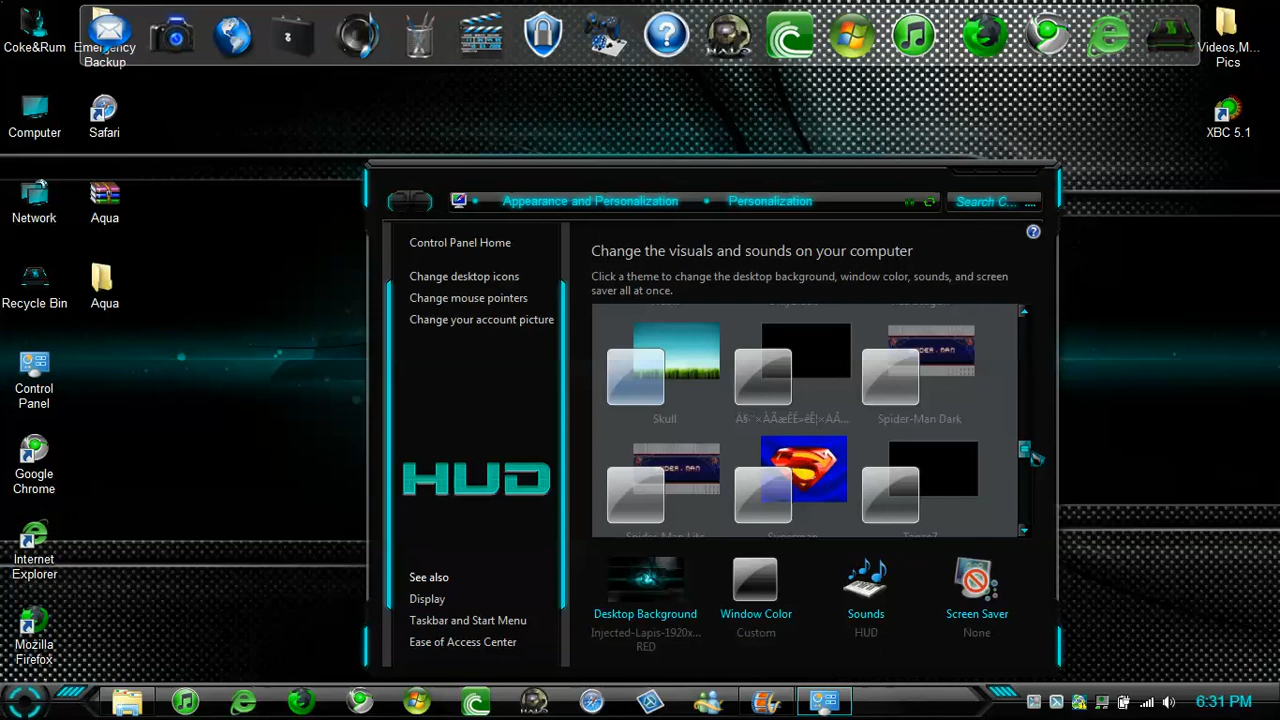 Coke&Rum
Emergency
Backup
HALO
Videos,M...
Pics
Computer
Safari
XBC 5.1
Network
Aqua
Recycle Bin
Aqua
Control
Panel
Google
Chrome
Internet
Explorer
Mozilla
Firefox
Appearance and Personalization
Personalization
Search C...
Control Panel Home
Change desktop icons
Change mouse pointers
Change your account picture
HUD
See also
Display
Taskbar and Start Menu
Ease of Access Center
Change the visuals and sounds on your computer
Click a theme to change the desktop background, window color, sounds, and screen
saver all at once.
Skull
Spider-Man Dark
Spider-Man Lite
Superman
Desktop Background
Injected-Lapis-1920x...
RED
Window Color
Custom
Sounds
HUD
Screen Saver
None
6:31 PM